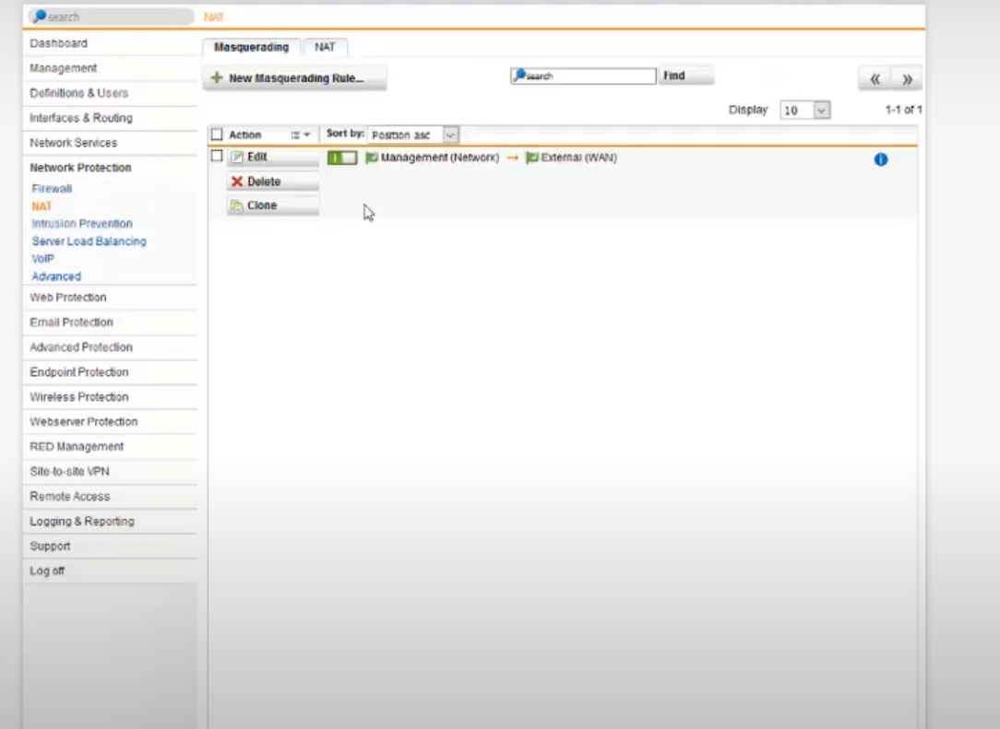 search
NAT
Dashboard
Management
Definitions & Users
Interfaces & Routing
Network Services
Network Protection
Firewall
NAT
Intrusion Prevention
Server Load Balancing
VoIP
Advanced
Web Protection
Email Protection
Advanced Protection
Endpoint Protection
Wireless Protection
Webserver Protection
RED Management
Site-to-site VPN
Remote Access
Logging & Reporting
Support
Log off
Masquerading NAT
+ New Masquerading Rule... search Find « »
Display 10 1-1 of 1
Action Sort by: Position asc
Edit Management (Network) → External (WAN)
Delete
Clone